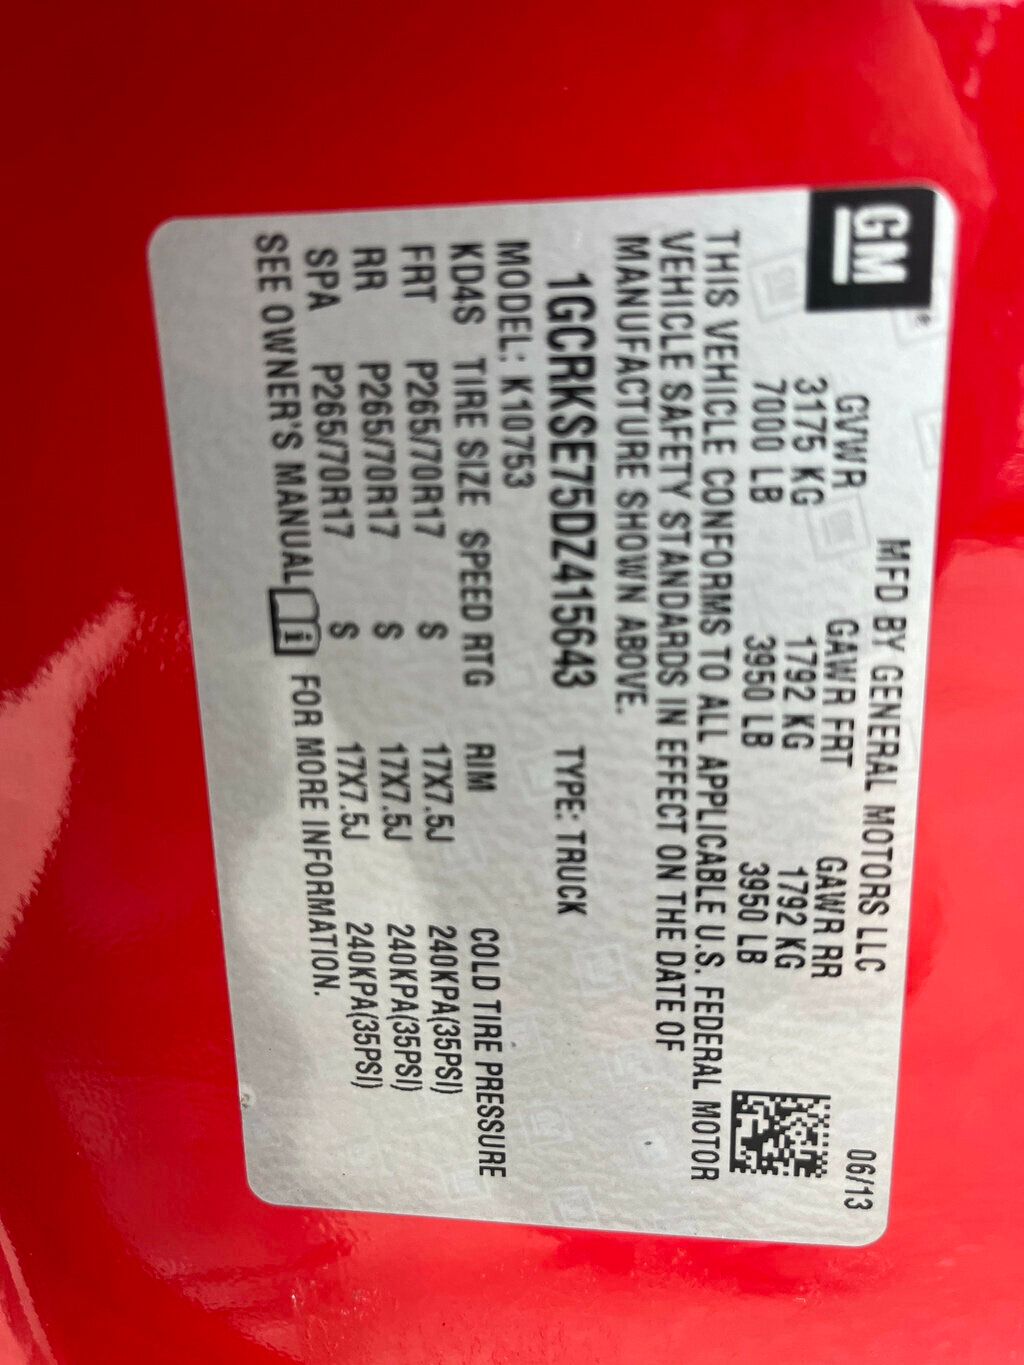 GM
MFD BY GENERAL MOTORS LLC 06/13
GVWR GAWR FRT GAWR RR
3175 KG 1792 KG 1792 KG
7000 LB 3950 LB 3950 LB
THIS VEHICLE CONFORMS TO ALL APPLICABLE U.S. FEDERAL MOTOR
VEHICLE SAFETY STANDARDS IN EFFECT ON THE DATE OF
MANUFACTURE SHOWN ABOVE.
1GCRKSE75DZ415643 TYPE: TRUCK
MODEL: K10753
KD4S TIRE SIZE SPEED RTG RIM COLD TIRE PRESSURE
FRT P265/70R17 S 17X7.5J 240KPA(35PSI)
RR P265/70R17 S 17X7.5J 240KPA(35PSI)
SPA P265/70R17 S 17X7.5J 240KPA(35PSI)
SEE OWNER'S MANUAL i FOR MORE INFORMATION.